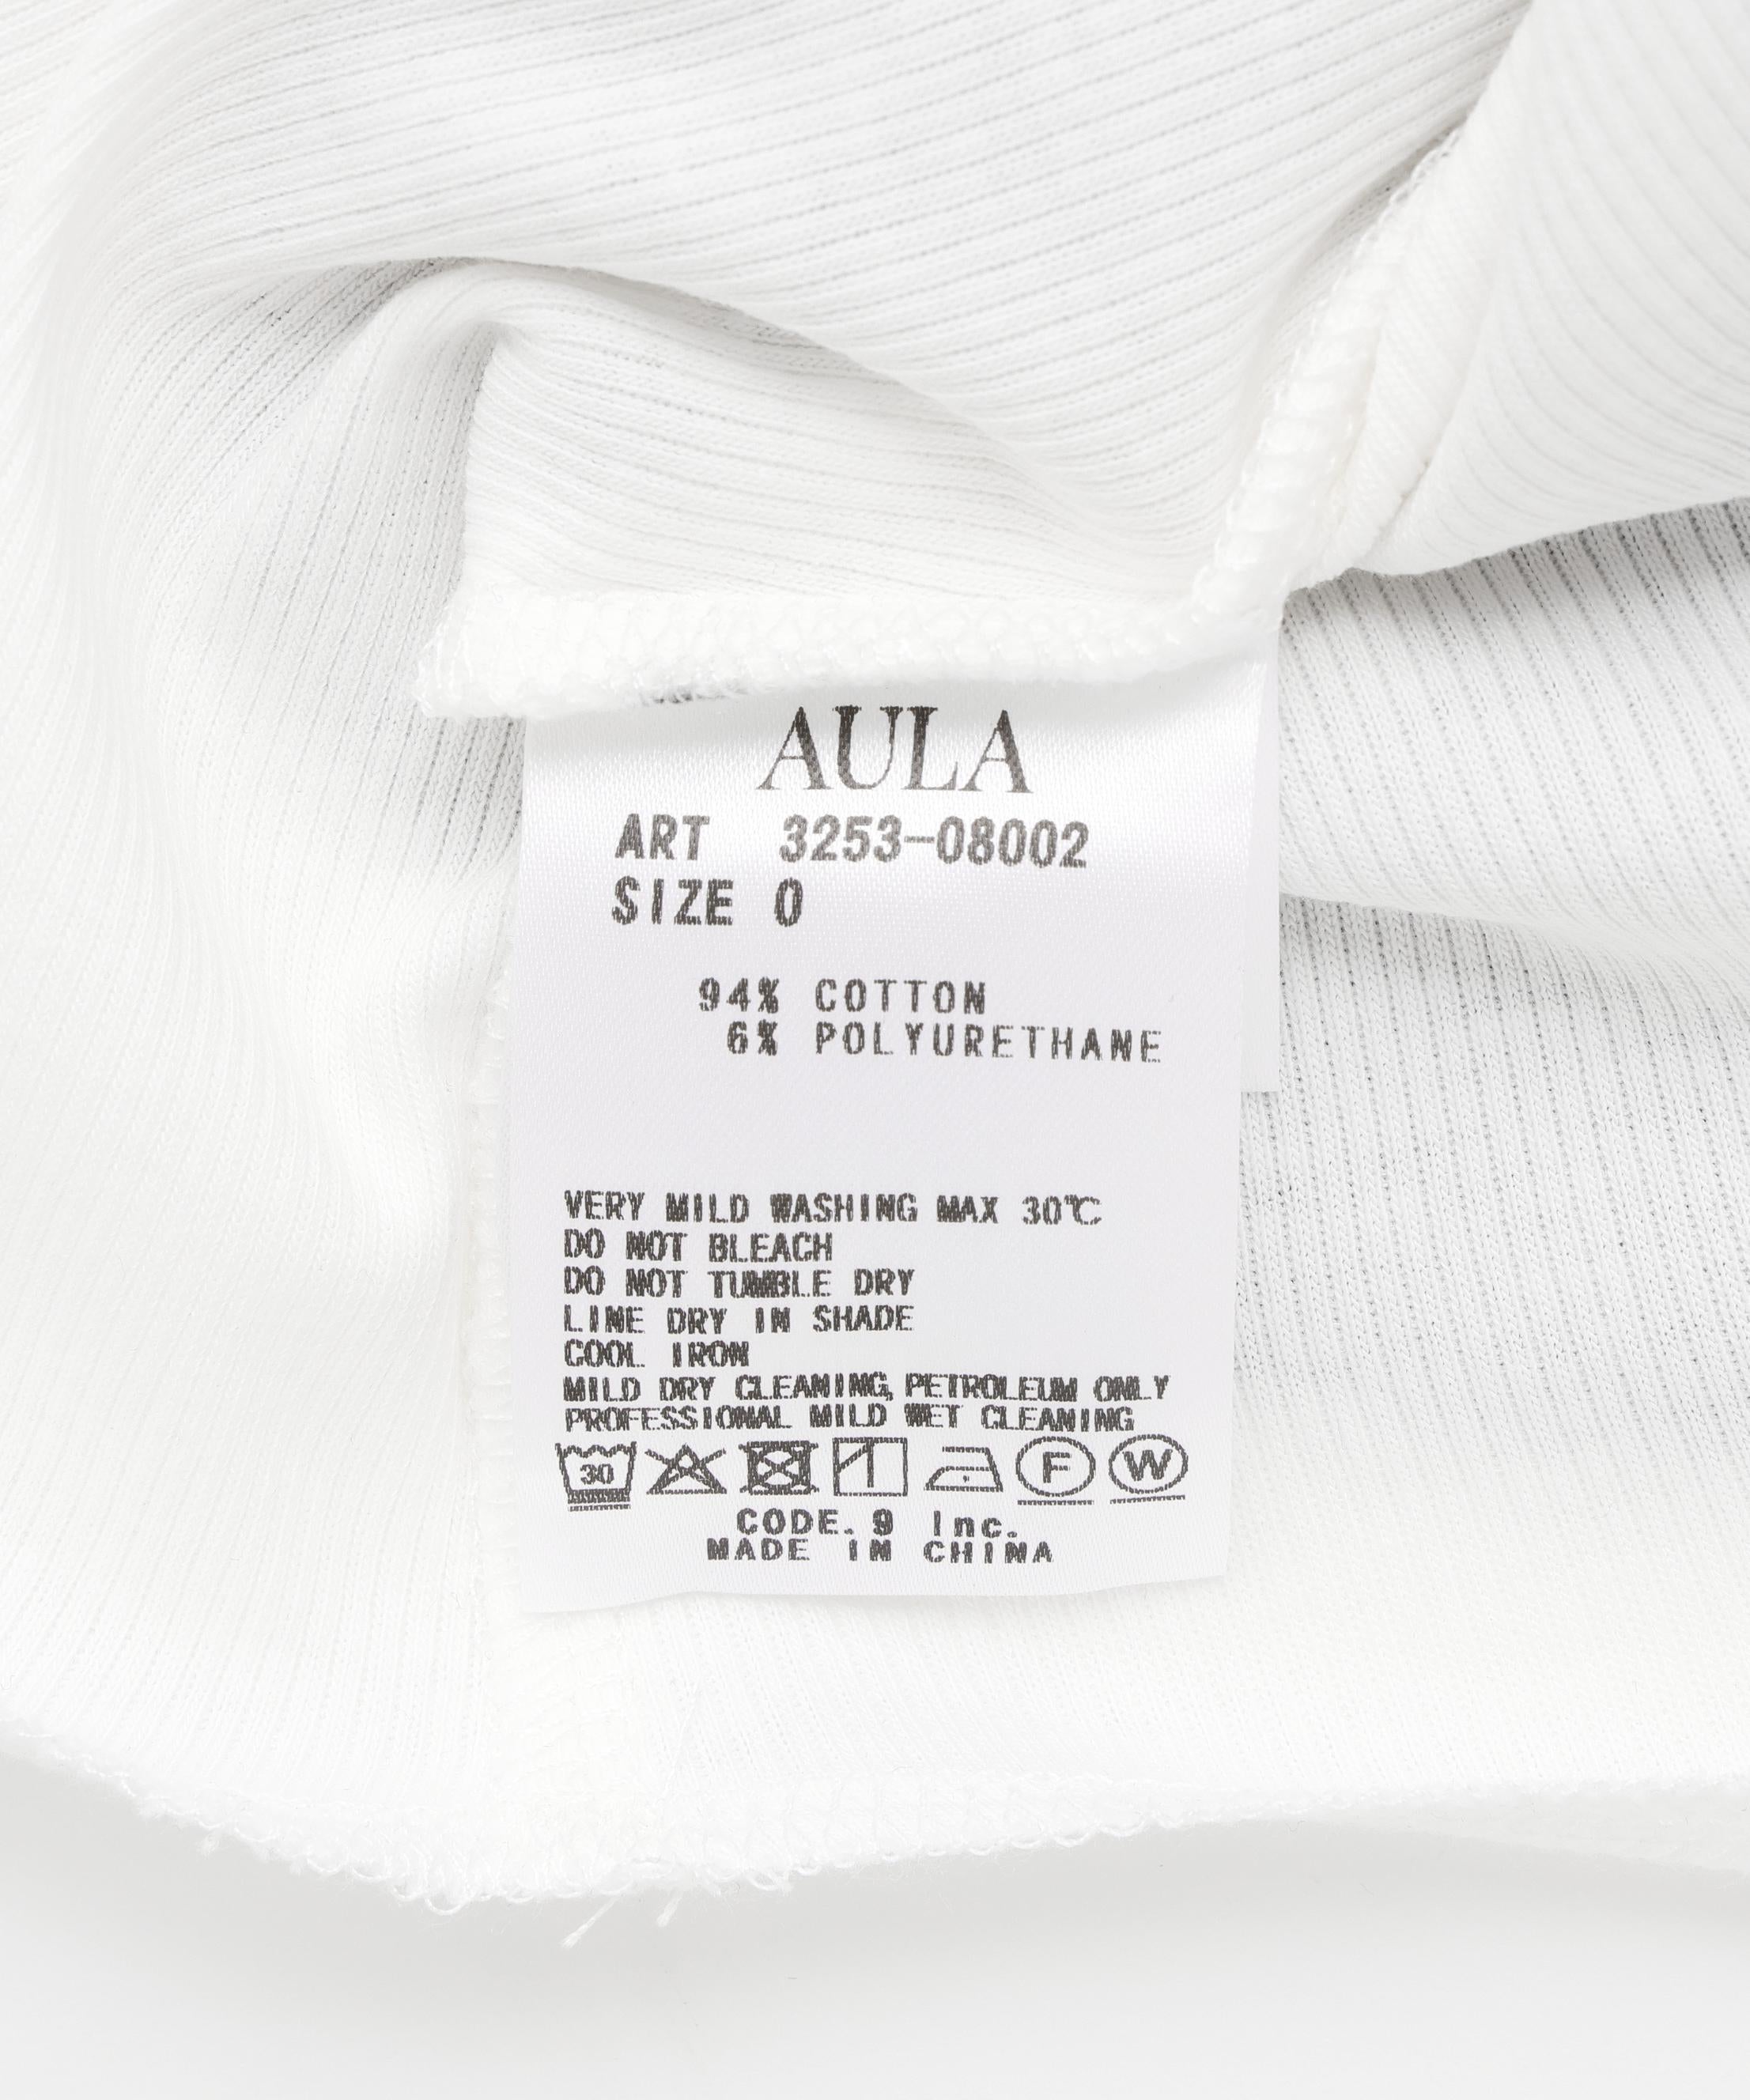 AULA
ART 3253-08002
SIZE 0
94% COTTON
6% POLYURETHANE
VERY MILD WASHING MAX 30℃
DO NOT BLEACH
DO NOT TUMBLE DRY
LINE DRY IN SHADE
COOL IRON
MILD DRY CLEANING, PETROLEUM ONLY
PROFESSIONAL MILD WET CLEANING
30 F W
CODE.9 Inc.
MADE IN CHINA